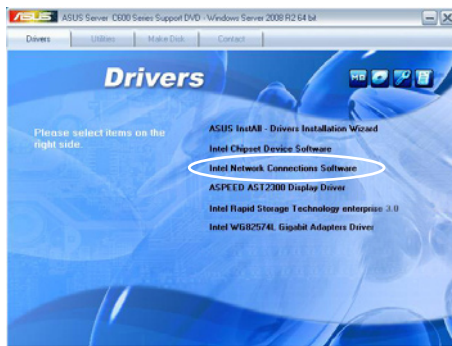 ASUS ASUS Server C600 Series Support DVD - Windows Server 2008 R2 64 bit
Drivers Utilities Make Disk Contact
Drivers
Please select items on the
right side.
ASUS InstAll - Drivers Installation Wizard
Intel Chipset Device Software
Intel Network Connections Software
ASPEED AST2300 Display Driver
Intel Rapid Storage Technology enterprise 3.0
Intel WG82574L Gigabit Adapters Driver